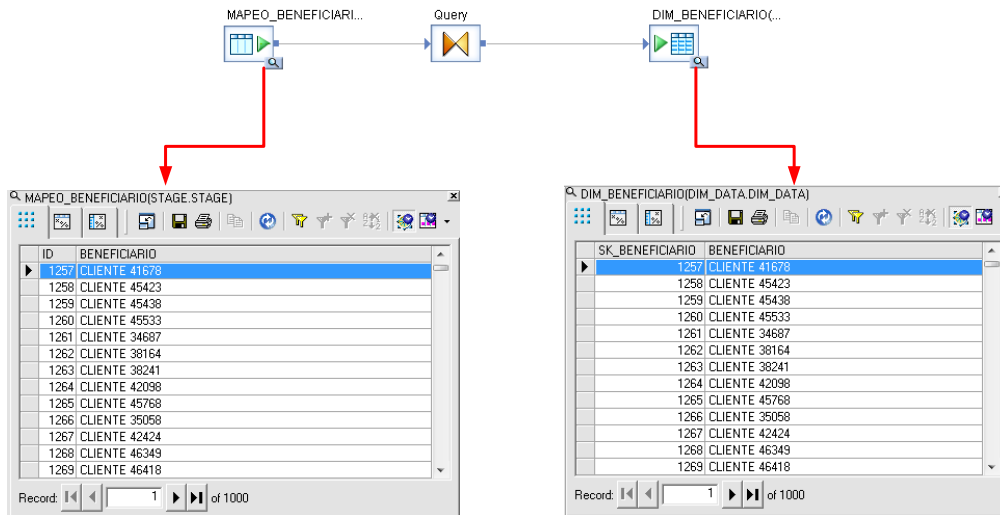 MAPEO_BENEFICIARI...
Query
DIM_BENEFICIARIO(...
MAPEO_BENEFICIARIO(STAGE.STAGE)
ID BENEFICIARIO
1257 CLIENTE 41678
1258 CLIENTE 45423
1259 CLIENTE 45438
1260 CLIENTE 45533
1261 CLIENTE 34687
1262 CLIENTE 38164
1263 CLIENTE 38241
1264 CLIENTE 42098
1265 CLIENTE 45768
1266 CLIENTE 35058
1267 CLIENTE 42424
1268 CLIENTE 46349
1269 CLIENTE 46418
Record: 1 of 1000
DIM_BENEFICIARIO(DIM_DATA.DIM_DATA)
SK_BENEFICIARIO BENEFICIARIO
1257 CLIENTE 41678
1258 CLIENTE 45423
1259 CLIENTE 45438
1260 CLIENTE 45533
1261 CLIENTE 34687
1262 CLIENTE 38164
1263 CLIENTE 38241
1264 CLIENTE 42098
1265 CLIENTE 45768
1266 CLIENTE 35058
1267 CLIENTE 42424
1268 CLIENTE 46349
1269 CLIENTE 46418
Record: 1 of 1000